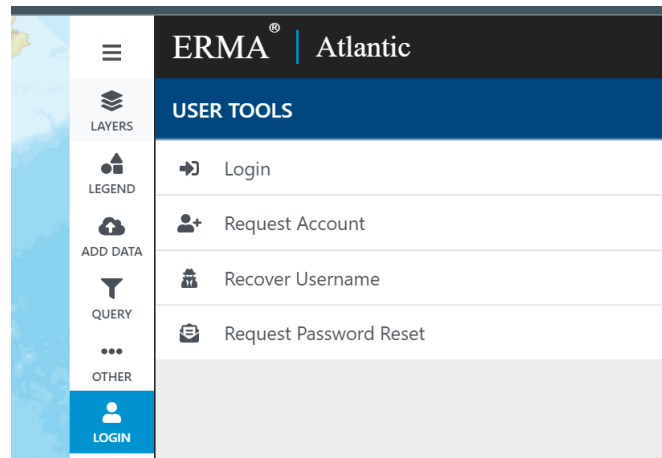 ERMA® | Atlantic
LAYERS
USER TOOLS
Login
LEGEND
Request Account
ADD DATA
Recover Username
QUERY
Request Password Reset
OTHER
LOGIN